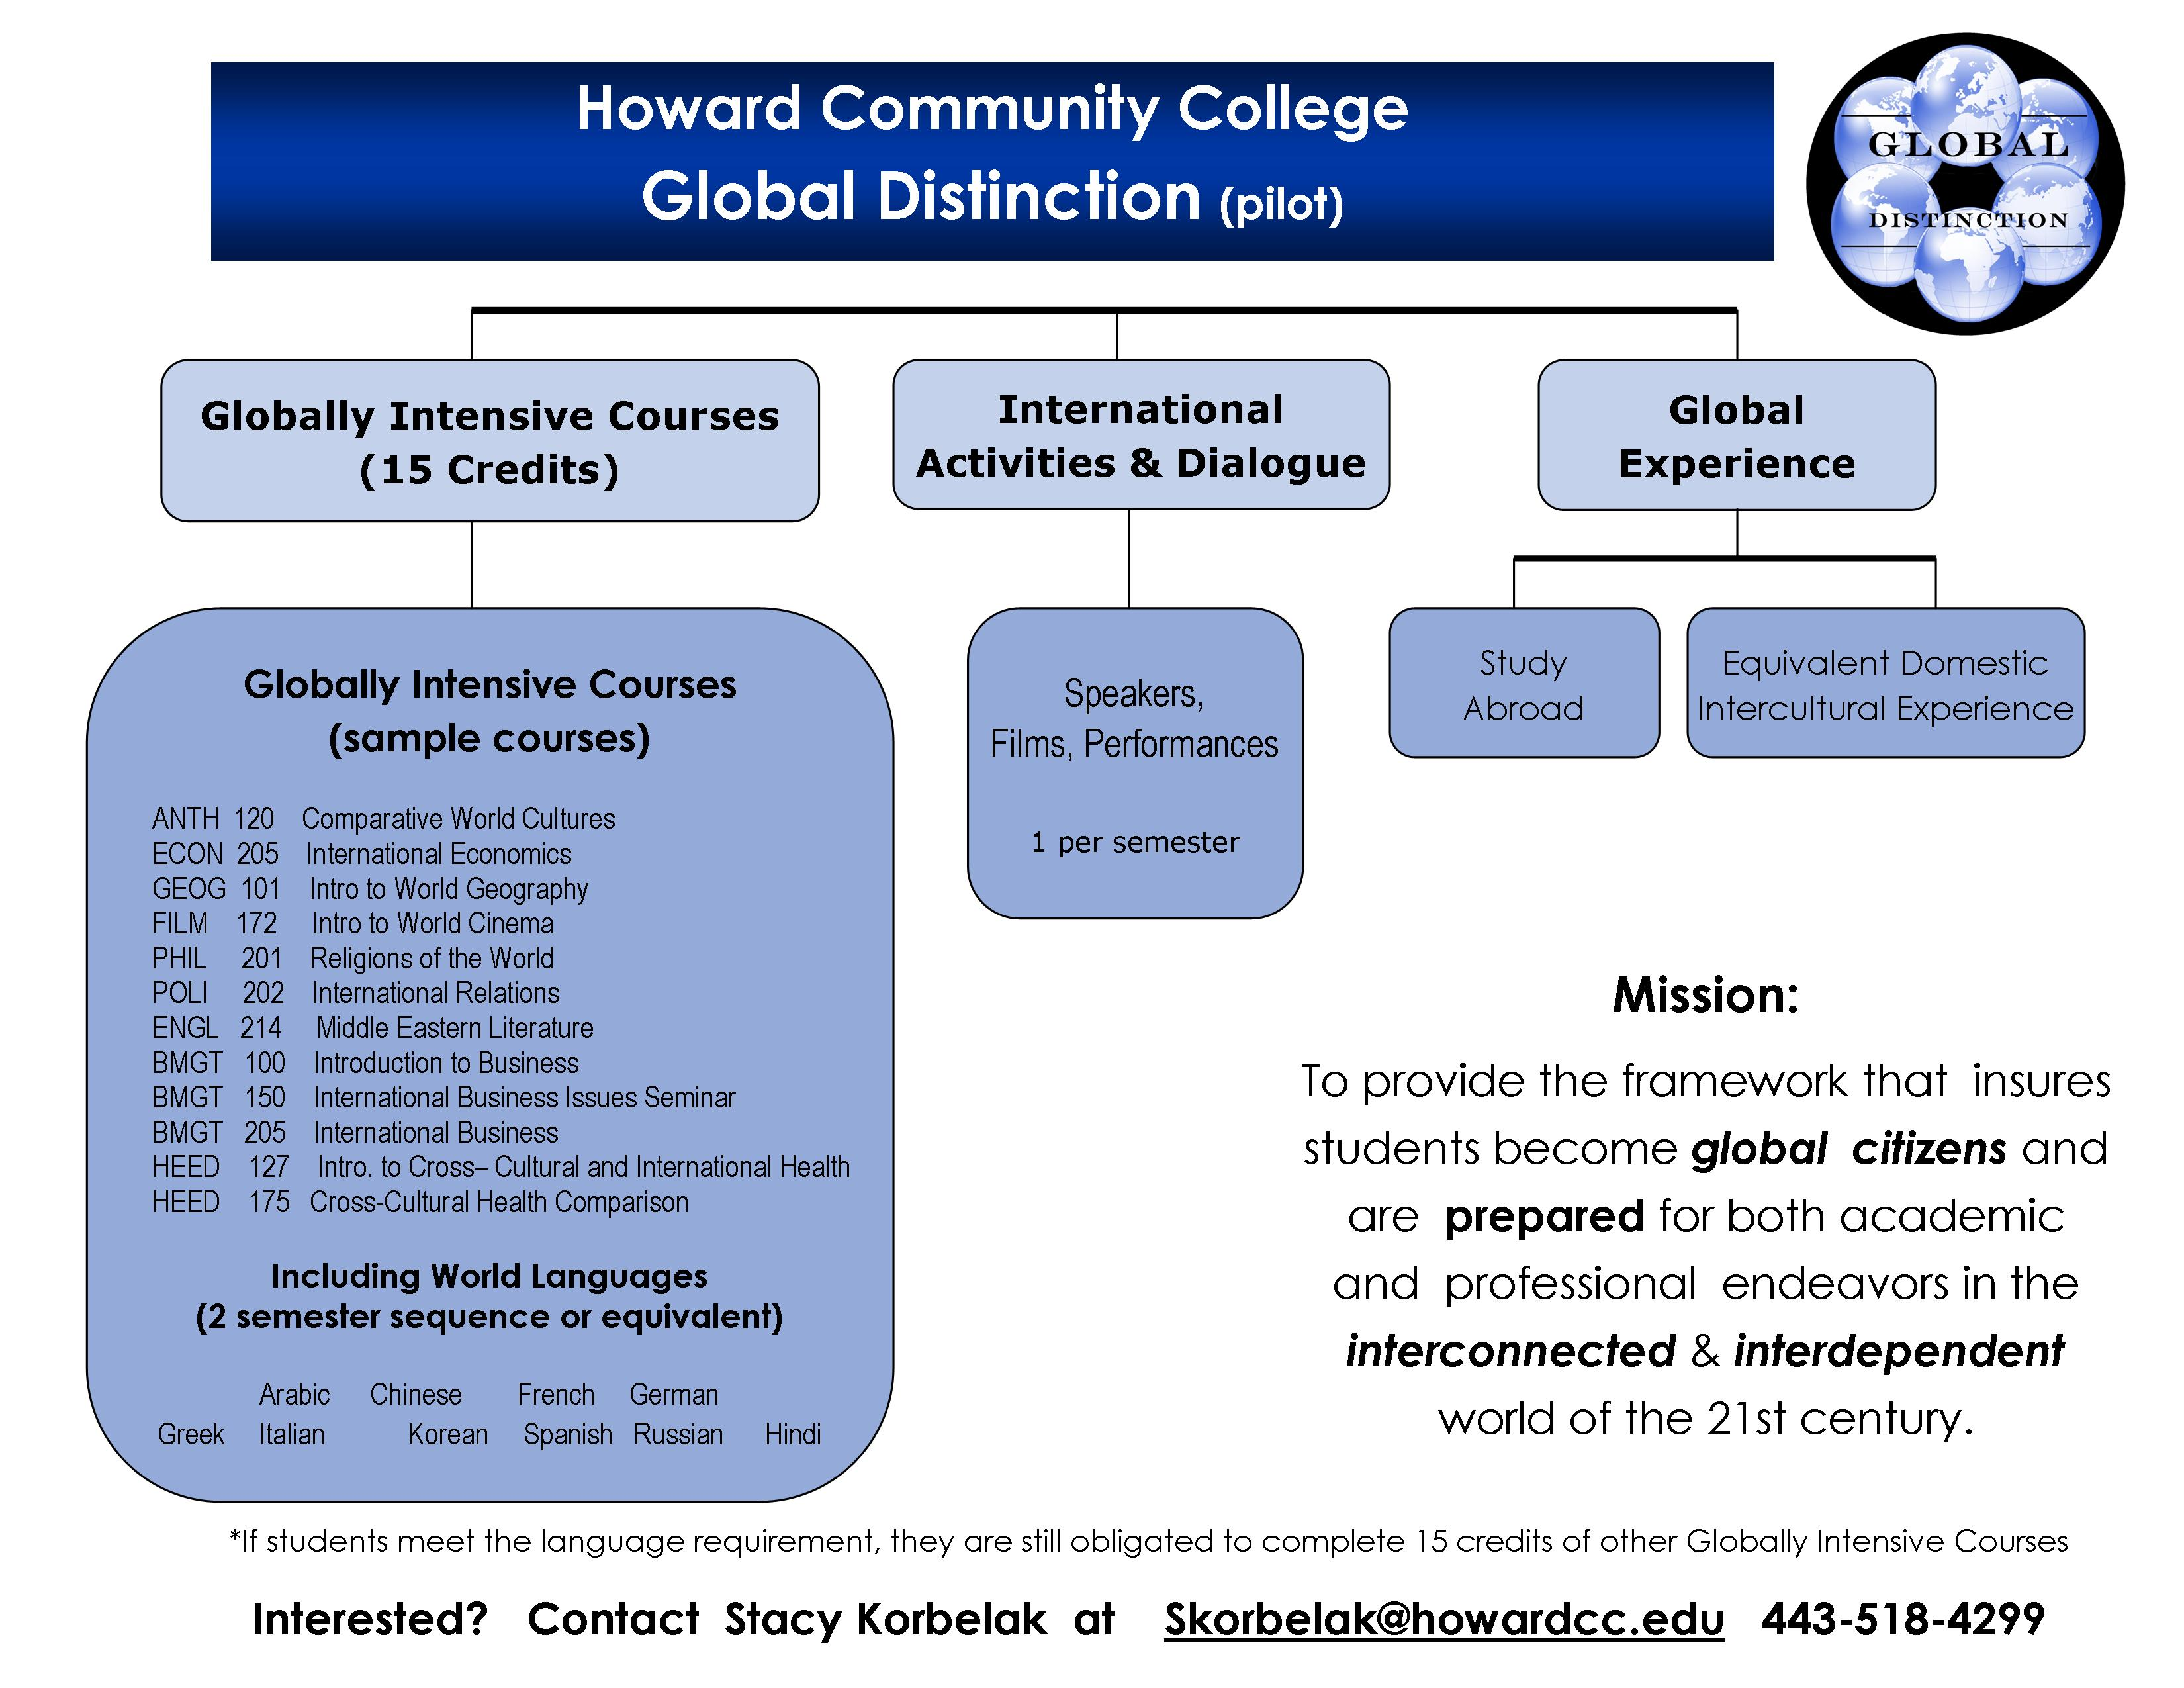 Howard Community College
Global Distinction (pilot)
GLOBAL
DISTINCTION
Globally Intensive Courses
(15 Credits)
International
Activities & Dialogue
Global
Experience
Globally Intensive Courses
(sample courses)
ANTH 120 Comparative World Cultures
ECON 205 International Economics
GEOG 101 Intro to World Geography
FILM 172 Intro to World Cinema
PHIL 201 Religions of the World
POLI 202 International Relations
ENGL 214 Middle Eastern Literature
BMGT 100 Introduction to Business
BMGT 150 International Business Issues Seminar
BMGT 205 International Business
HEED 127 Intro. to Cross– Cultural and International Health
HEED 175 Cross-Cultural Health Comparison
Including World Languages
(2 semester sequence or equivalent)
Arabic Chinese French German
Greek Italian Korean Spanish Russian Hindi
Speakers,
Films, Performances
1 per semester
Study
Abroad
Equivalent Domestic
Intercultural Experience
Mission:
To provide the framework that insures
students become global citizens and
are prepared for both academic
and professional endeavors in the
interconnected & interdependent
world of the 21st century.
*If students meet the language requirement, they are still obligated to complete 15 credits of other Globally Intensive Courses
Interested? Contact Stacy Korbelak at Skorbelak@howardcc.edu 443-518-4299